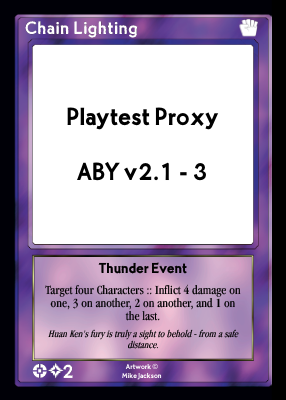 Chain Lighting
Playtest Proxy
ABY v2.1 - 3
Thunder Event
Target four Characters :: Inflict 4 damage on
one, 3 on another, 2 on another, and 1 on
the last.
Huan Ken's fury is truly a sight to behold - from a safe
distance.
2
Artwork ©
Mike Jackson